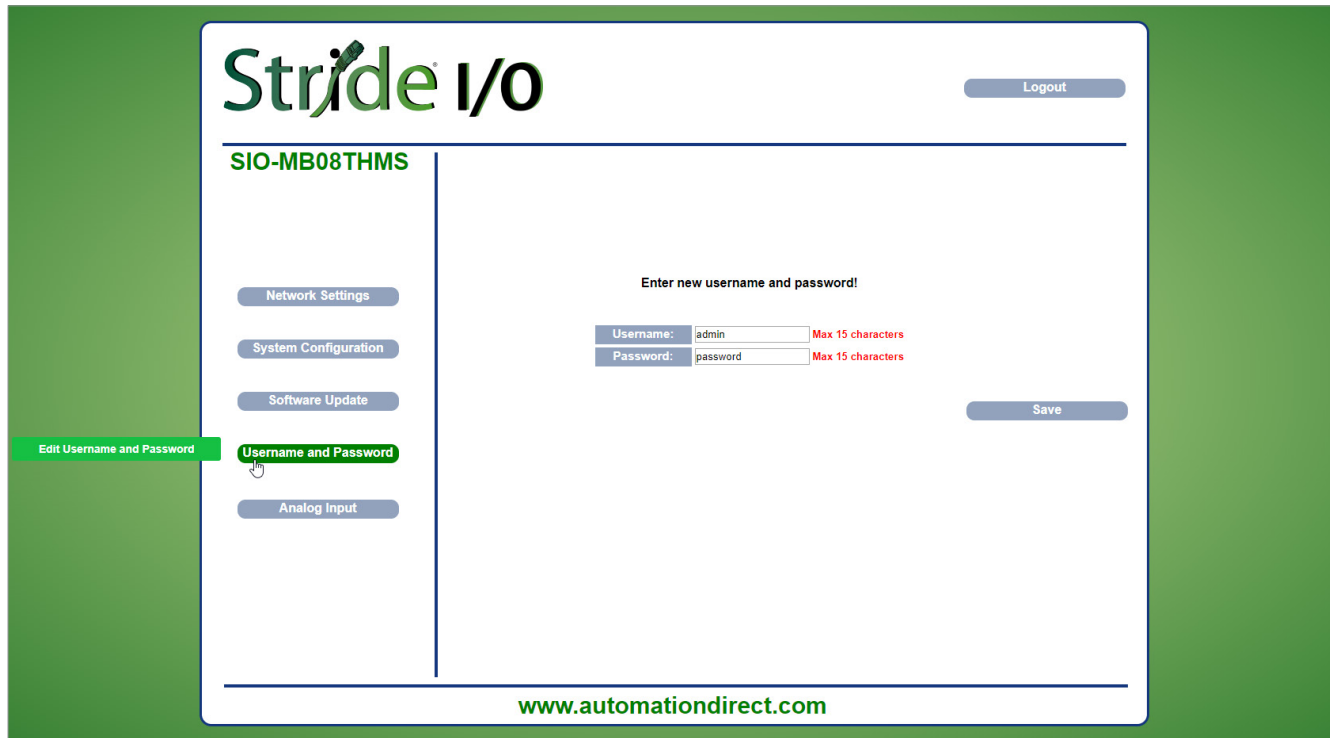 Stride I/O
Logout
SIO-MB08THMS
Enter new username and password!
Network Settings
Username: admin Max 15 characters
System Configuration
Password: password Max 15 characters
Software Update
Save
Edit Username and Password
Username and Password
Analog Input
www.automationdirect.com